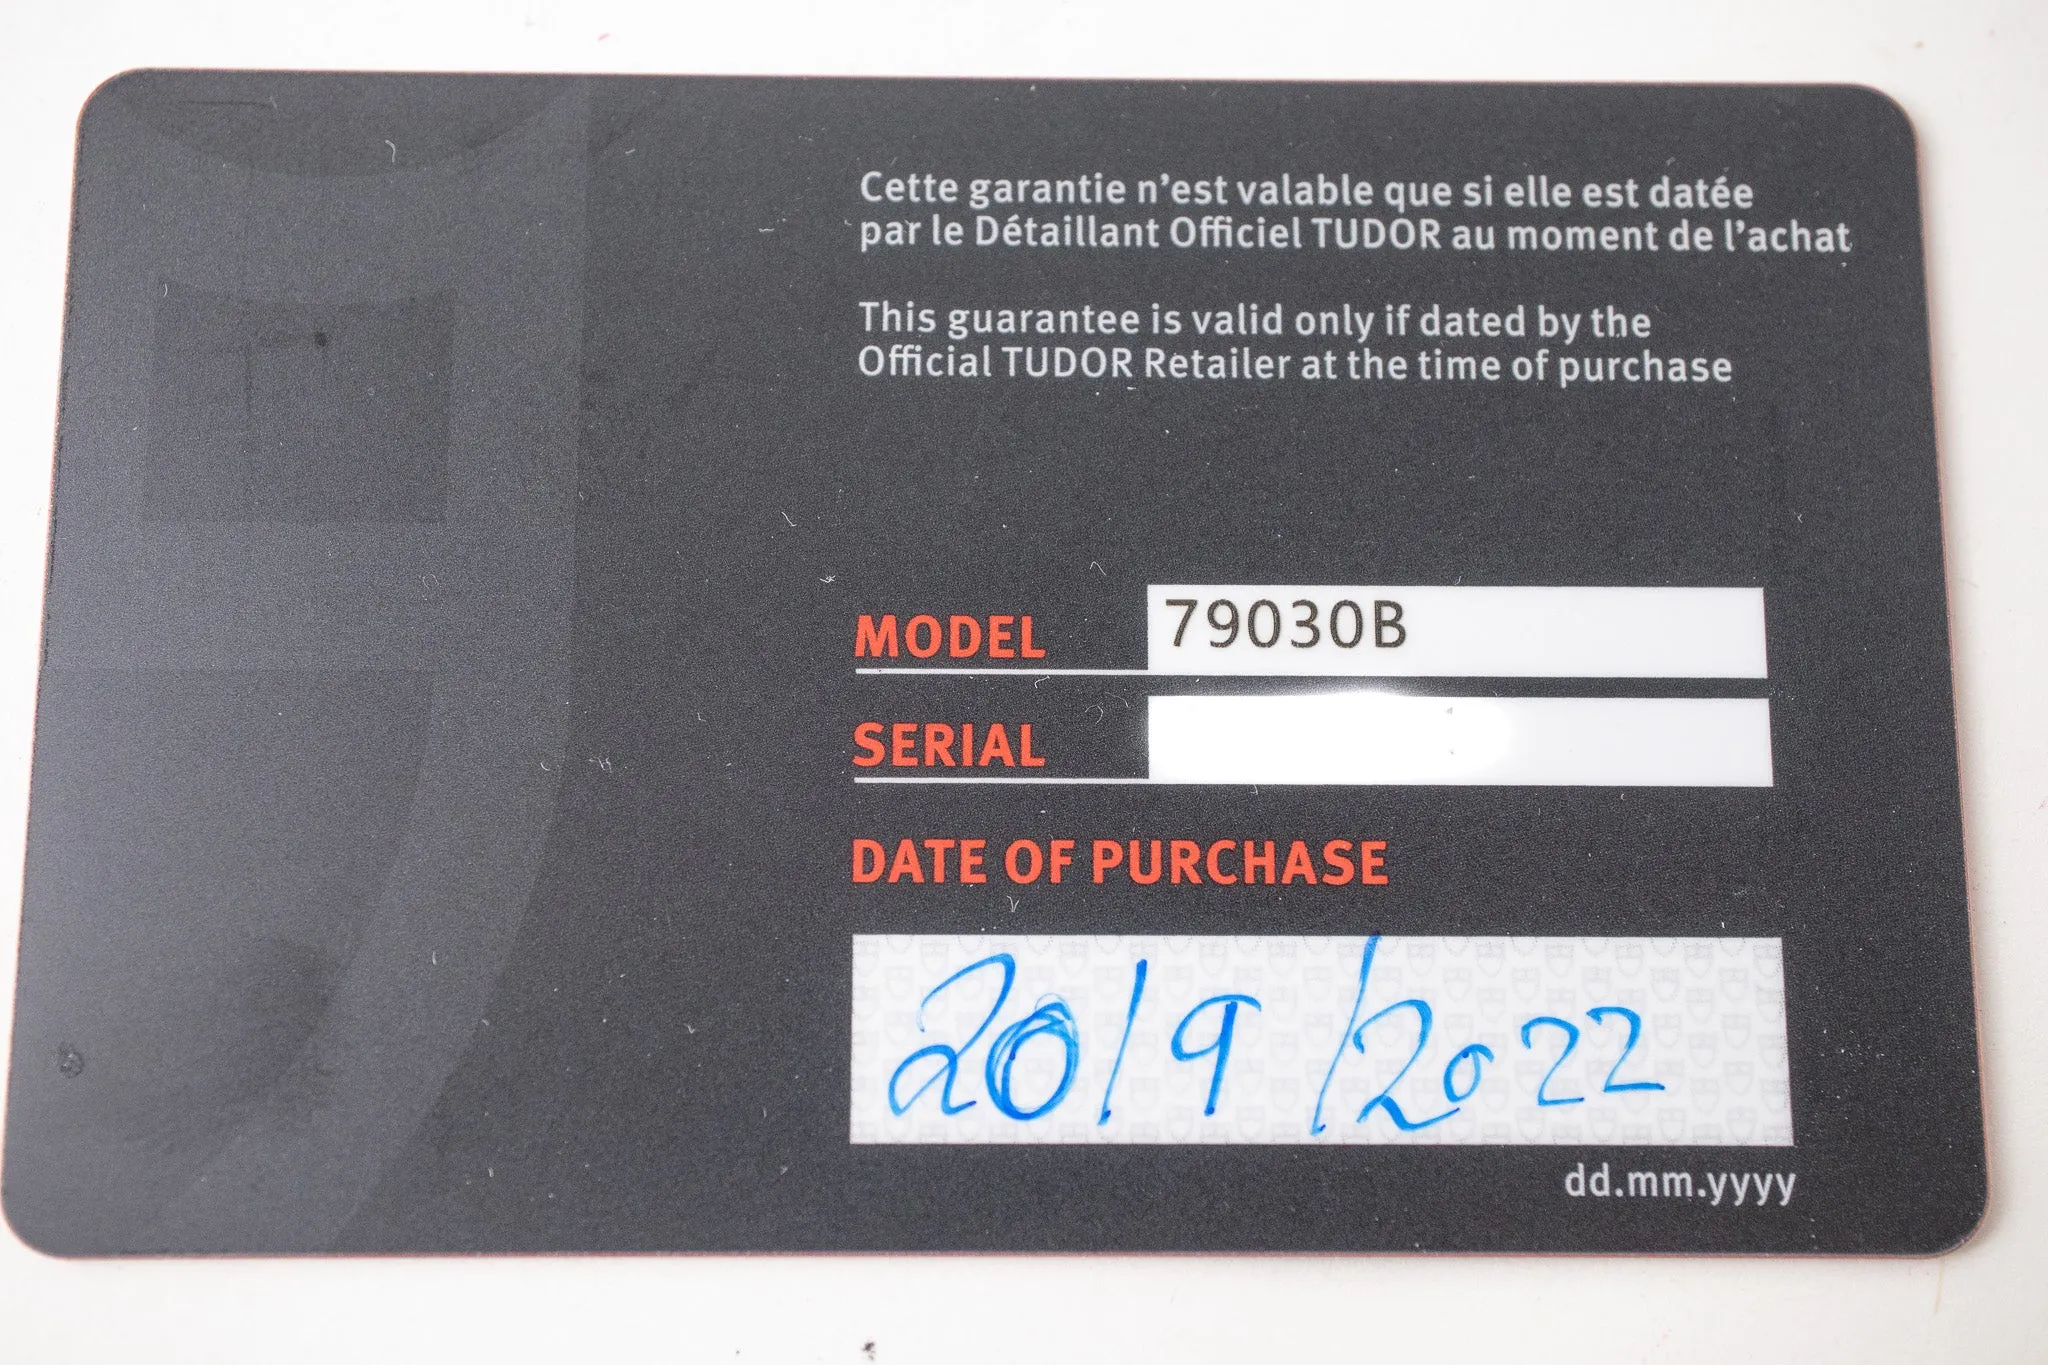 Cette garantie n'est valable que si elle est datée
par le Détaillant Officiel TUDOR au moment de l'achat
This guarantee is valid only if dated by the
Official TUDOR Retailer at the time of purchase
MODEL 79030B
SERIAL
DATE OF PURCHASE
20/9/2022
dd.mm.yyyy